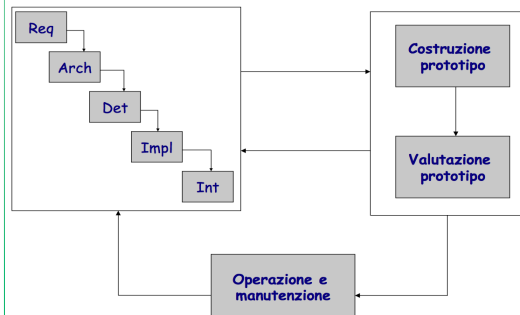 Req
Arch
Det
Impl
Int
Costruzione
prototipo
Valutazione
prototipo
Operazione e
manutenzione